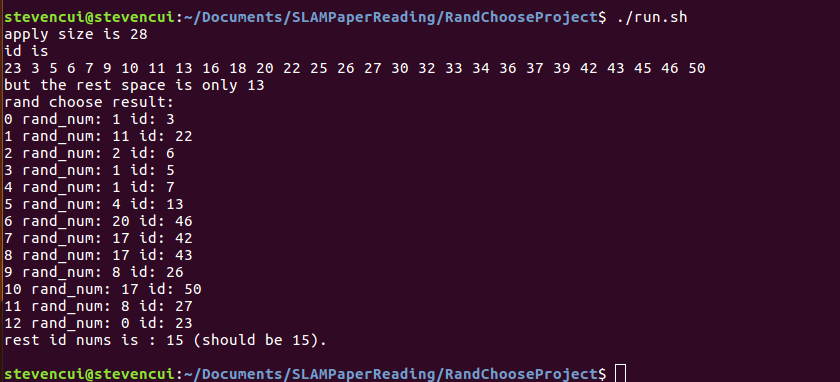 stevencui@stevencui:~/Documents/SLAMPaperReading/RandChooseProject$ ./run.sh
apply size is 28
id is
23 3 5 6 7 9 10 11 13 16 18 20 22 25 26 27 30 32 33 34 36 37 39 42 43 45 46 50
but the rest space is only 13
rand choose result:
0 rand_num: 1 id: 3
1 rand_num: 11 id: 22
2 rand_num: 2 id: 6
3 rand_num: 1 id: 5
4 rand_num: 1 id: 7
5 rand_num: 4 id: 13
6 rand_num: 20 id: 46
7 rand_num: 17 id: 42
8 rand_num: 17 id: 43
9 rand_num: 8 id: 26
10 rand_num: 17 id: 50
11 rand_num: 8 id: 27
12 rand_num: 0 id: 23
rest id nums is : 15 (should be 15).
stevencui@stevencui:~/Documents/SLAMPaperReading/RandChooseProject$